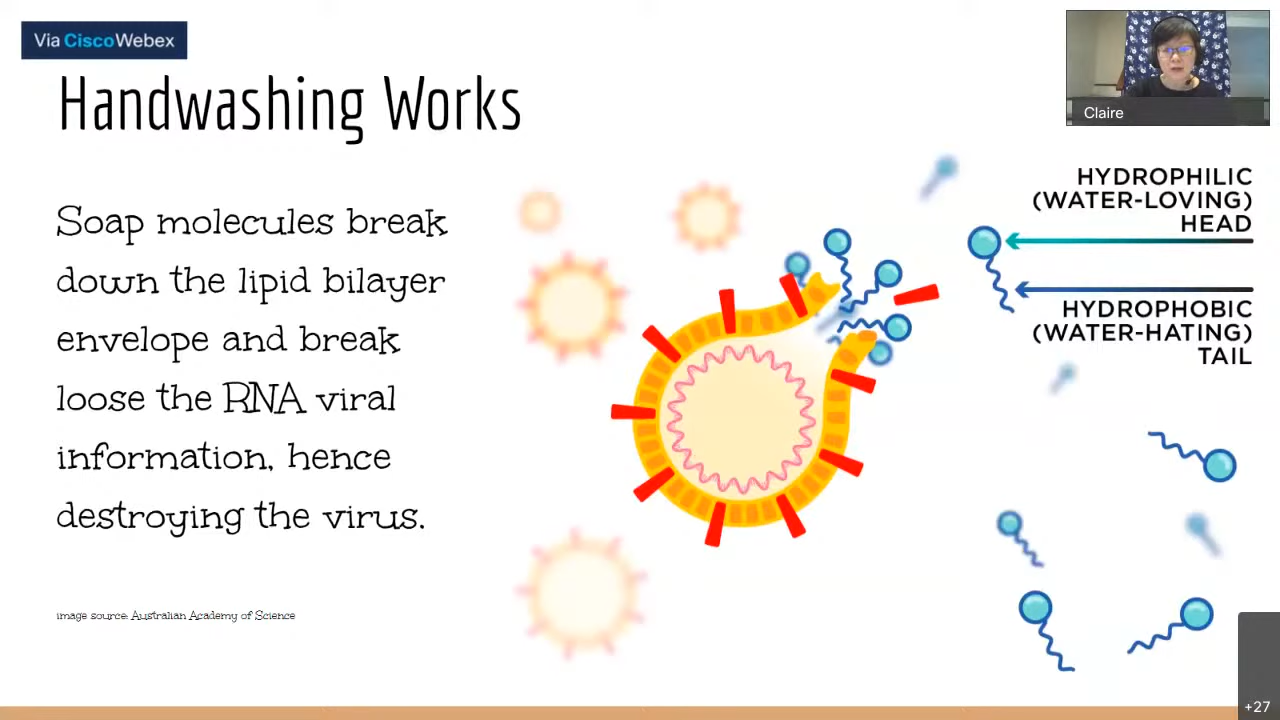 Via Cisco Webex
Handwashing Works
Claire
Soap molecules break
down the lipid bilayer
envelope and break
loose the RNA viral
information, hence
destroying the virus.
image source: Australian Academy of Science
HYDROPHILIC
(WATER-LOVING)
HEAD
HYDROPHOBIC
(WATER-HATING)
TAIL
+27